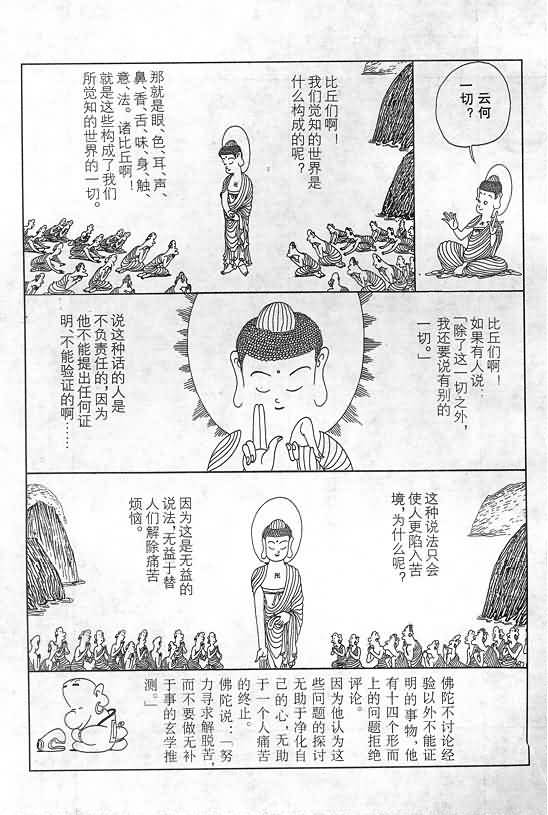 云何
一切？
比丘们啊！
我们觉知的世界是
什么构成的呢？
那就是眼、色、耳、声、
鼻、香、舌、味、身、触、
意、法。诸比丘啊！
就是这些构成了我们
所觉知的世界的一切。
比丘们啊！
如果有人说：
「除了这一切之外，
我还要说有别的
一切。」
说这种话的人是
不负责任的，因为
他不能提出任何证
明、不能验证的啊……
这种说法只会
使人更陷入苦
境，为什么呢？
因为这是无益的
说法，无益十替
人们解除痛苦
烦恼。
佛陀不讨论经
验以外不能证
明的事物，他
有十四个形而
上的问题拒绝
评论。
因为他认为这
些问题的探讨
无助于净化自
己的心，无助
于一个人痛苦
的终止。
佛陀说：「努
力寻求解脱苦，
而不要做无补
于事的玄学推
测。」